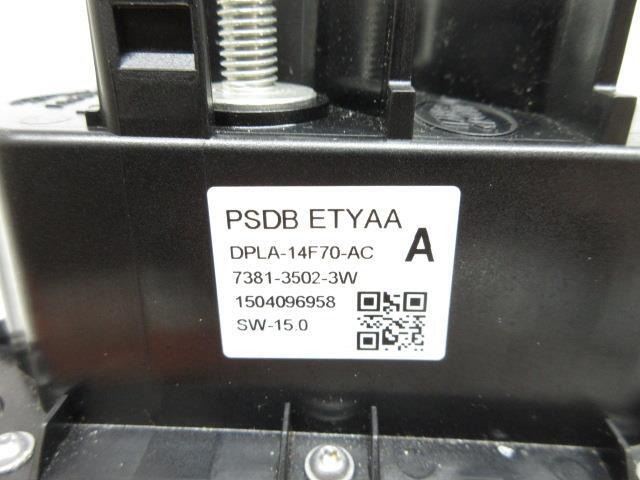 PSDB ETYAA
A
DPLA-14F70-AC
7381-3502-3W
1504096958
SW-15.0